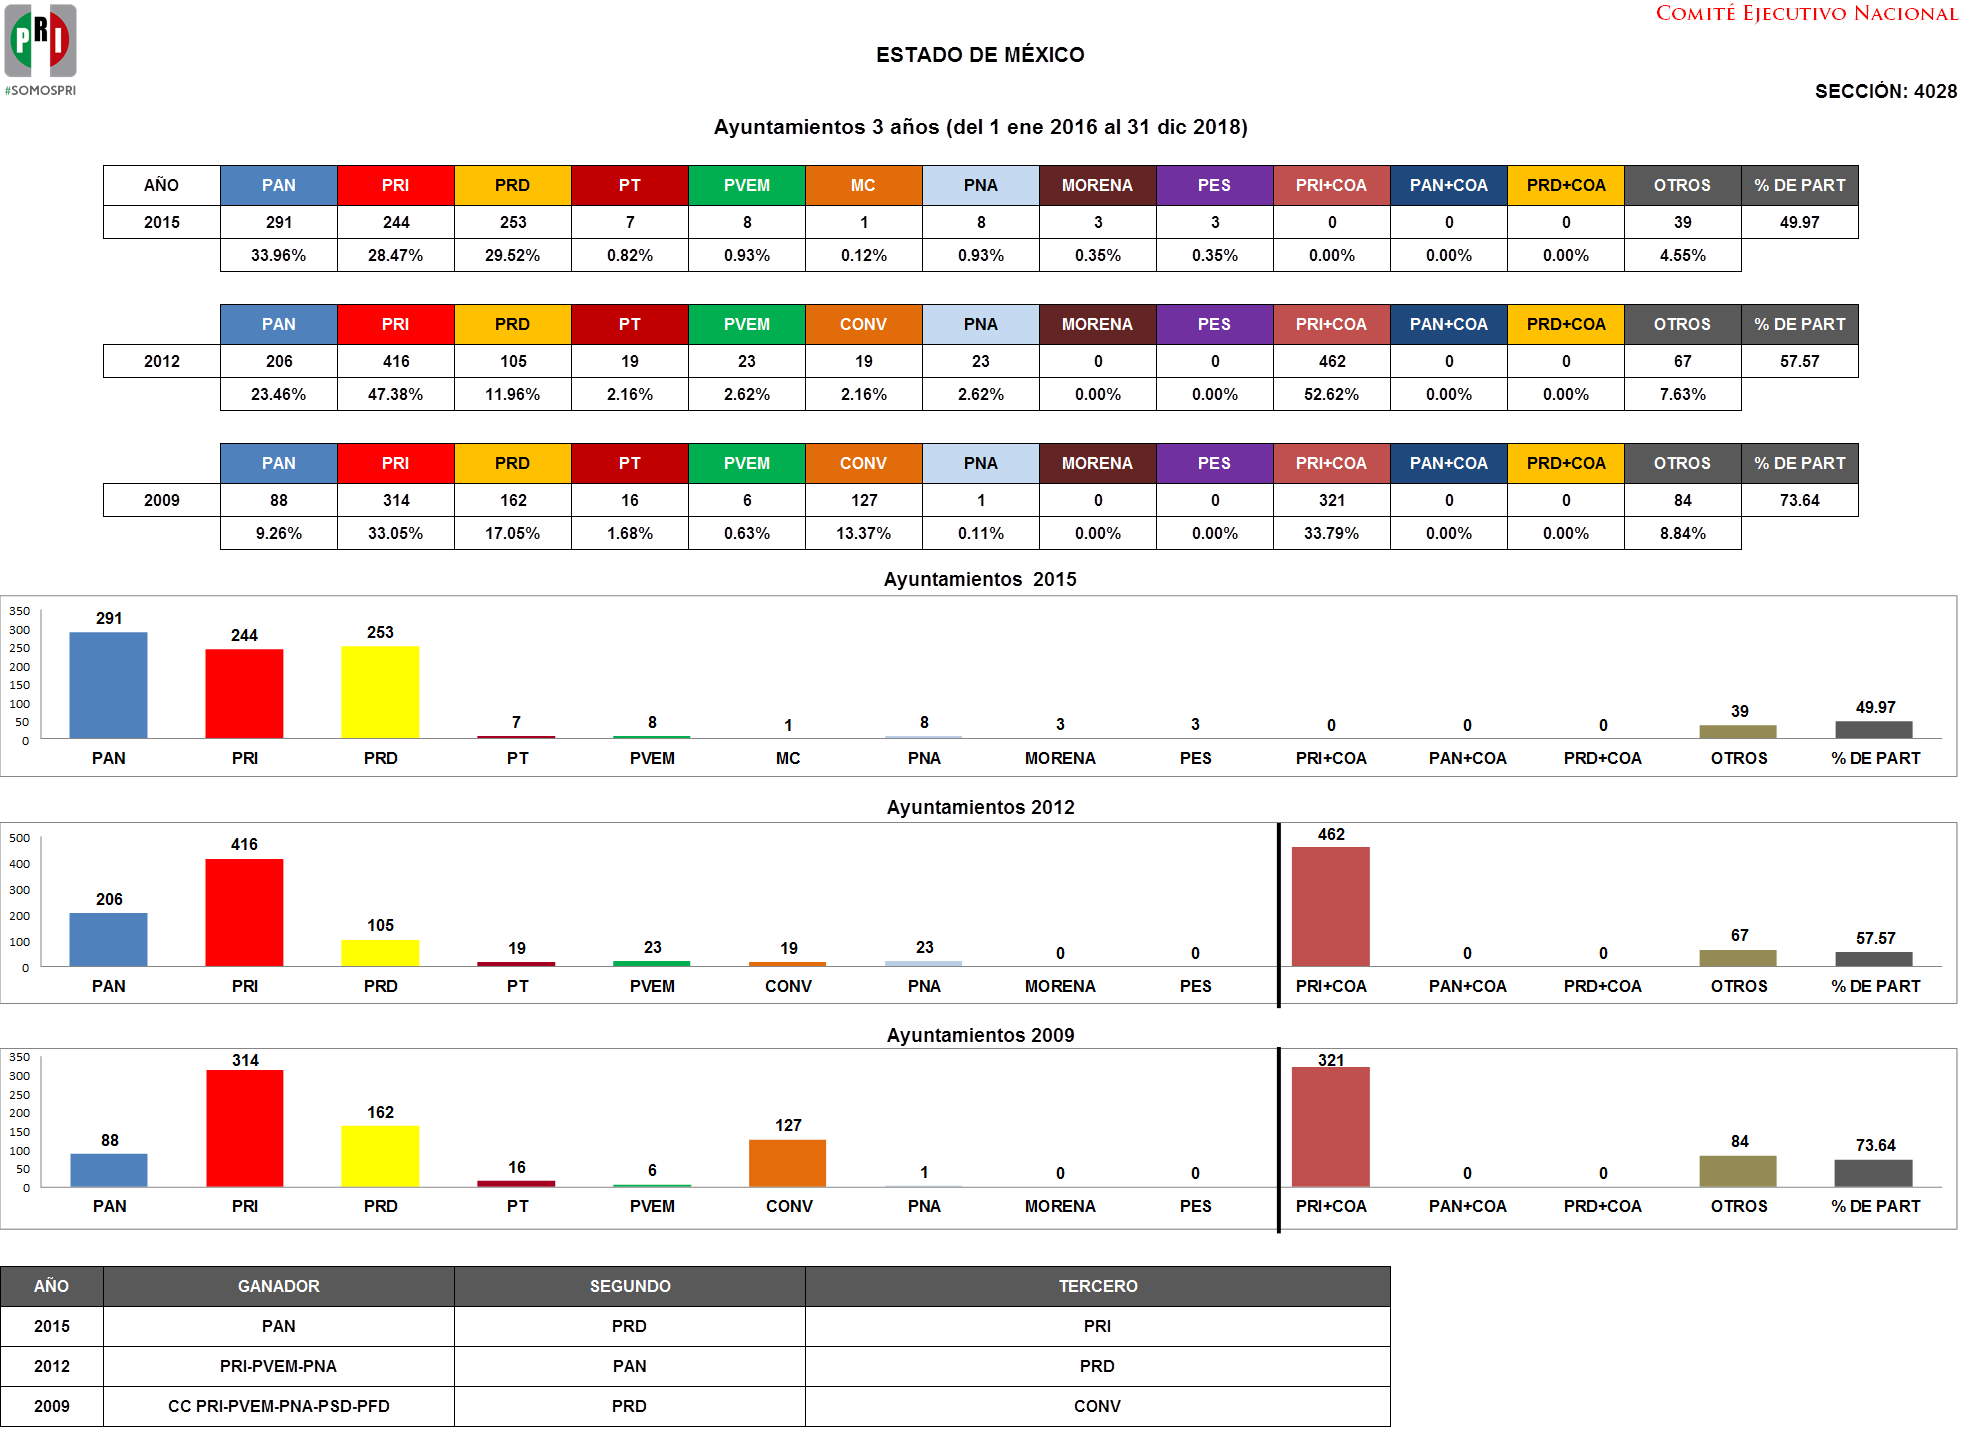 PRI
#SOMOSPRI
COMITÉ EJECUTIVO NACIONAL
ESTADO DE MÉXICO
SECCIÓN: 4028
Ayuntamientos 3 años (del 1 ene 2016 al 31 dic 2018)
AÑO PAN PRI PRD PT PVEM MC PNA MORENA PES PRI+COA PAN+COA PRD+COA OTROS % DE PART
2015 291 244 253 7 8 1 8 3 3 0 0 0 39 49.97
33.96% 28.47% 29.52% 0.82% 0.93% 0.12% 0.93% 0.35% 0.35% 0.00% 0.00% 0.00% 4.55%
PAN PRI PRD PT PVEM CONV PNA MORENA PES PRI+COA PAN+COA PRD+COA OTROS % DE PART
2012 206 416 105 19 23 19 23 0 0 462 0 0 67 57.57
23.46% 47.38% 11.96% 2.16% 2.62% 2.16% 2.62% 0.00% 0.00% 52.62% 0.00% 0.00% 7.63%
PAN PRI PRD PT PVEM CONV PNA MORENA PES PRI+COA PAN+COA PRD+COA OTROS % DE PART
2009 88 314 162 16 6 127 1 0 0 321 0 0 84 73.64
9.26% 33.05% 17.05% 1.68% 0.63% 13.37% 0.11% 0.00% 0.00% 33.79% 0.00% 0.00% 8.84%
Ayuntamientos 2015
350
300
250
200
150
100
50
0
291 244 253 7 8 1 8 3 3 0 0 0 39 49.97
PAN PRI PRD PT PVEM MC PNA MORENA PES PRI+COA PAN+COA PRD+COA OTROS % DE PART
Ayuntamientos 2012
500
400
300
200
100
0
206 416 105 19 23 19 23 0 0 462 0 0 67 57.57
PAN PRI PRD PT PVEM CONV PNA MORENA PES PRI+COA PAN+COA PRD+COA OTROS % DE PART
Ayuntamientos 2009
350
300
250
200
150
100
50
0
88 314 162 16 6 127 1 0 0 321 0 0 84 73.64
PAN PRI PRD PT PVEM CONV PNA MORENA PES PRI+COA PAN+COA PRD+COA OTROS % DE PART
AÑO GANADOR SEGUNDO TERCERO
2015 PAN PRD PRI
2012 PRI-PVEM-PNA PAN PRD
2009 CC PRI-PVEM-PNA-PSD-PFD PRD CONV